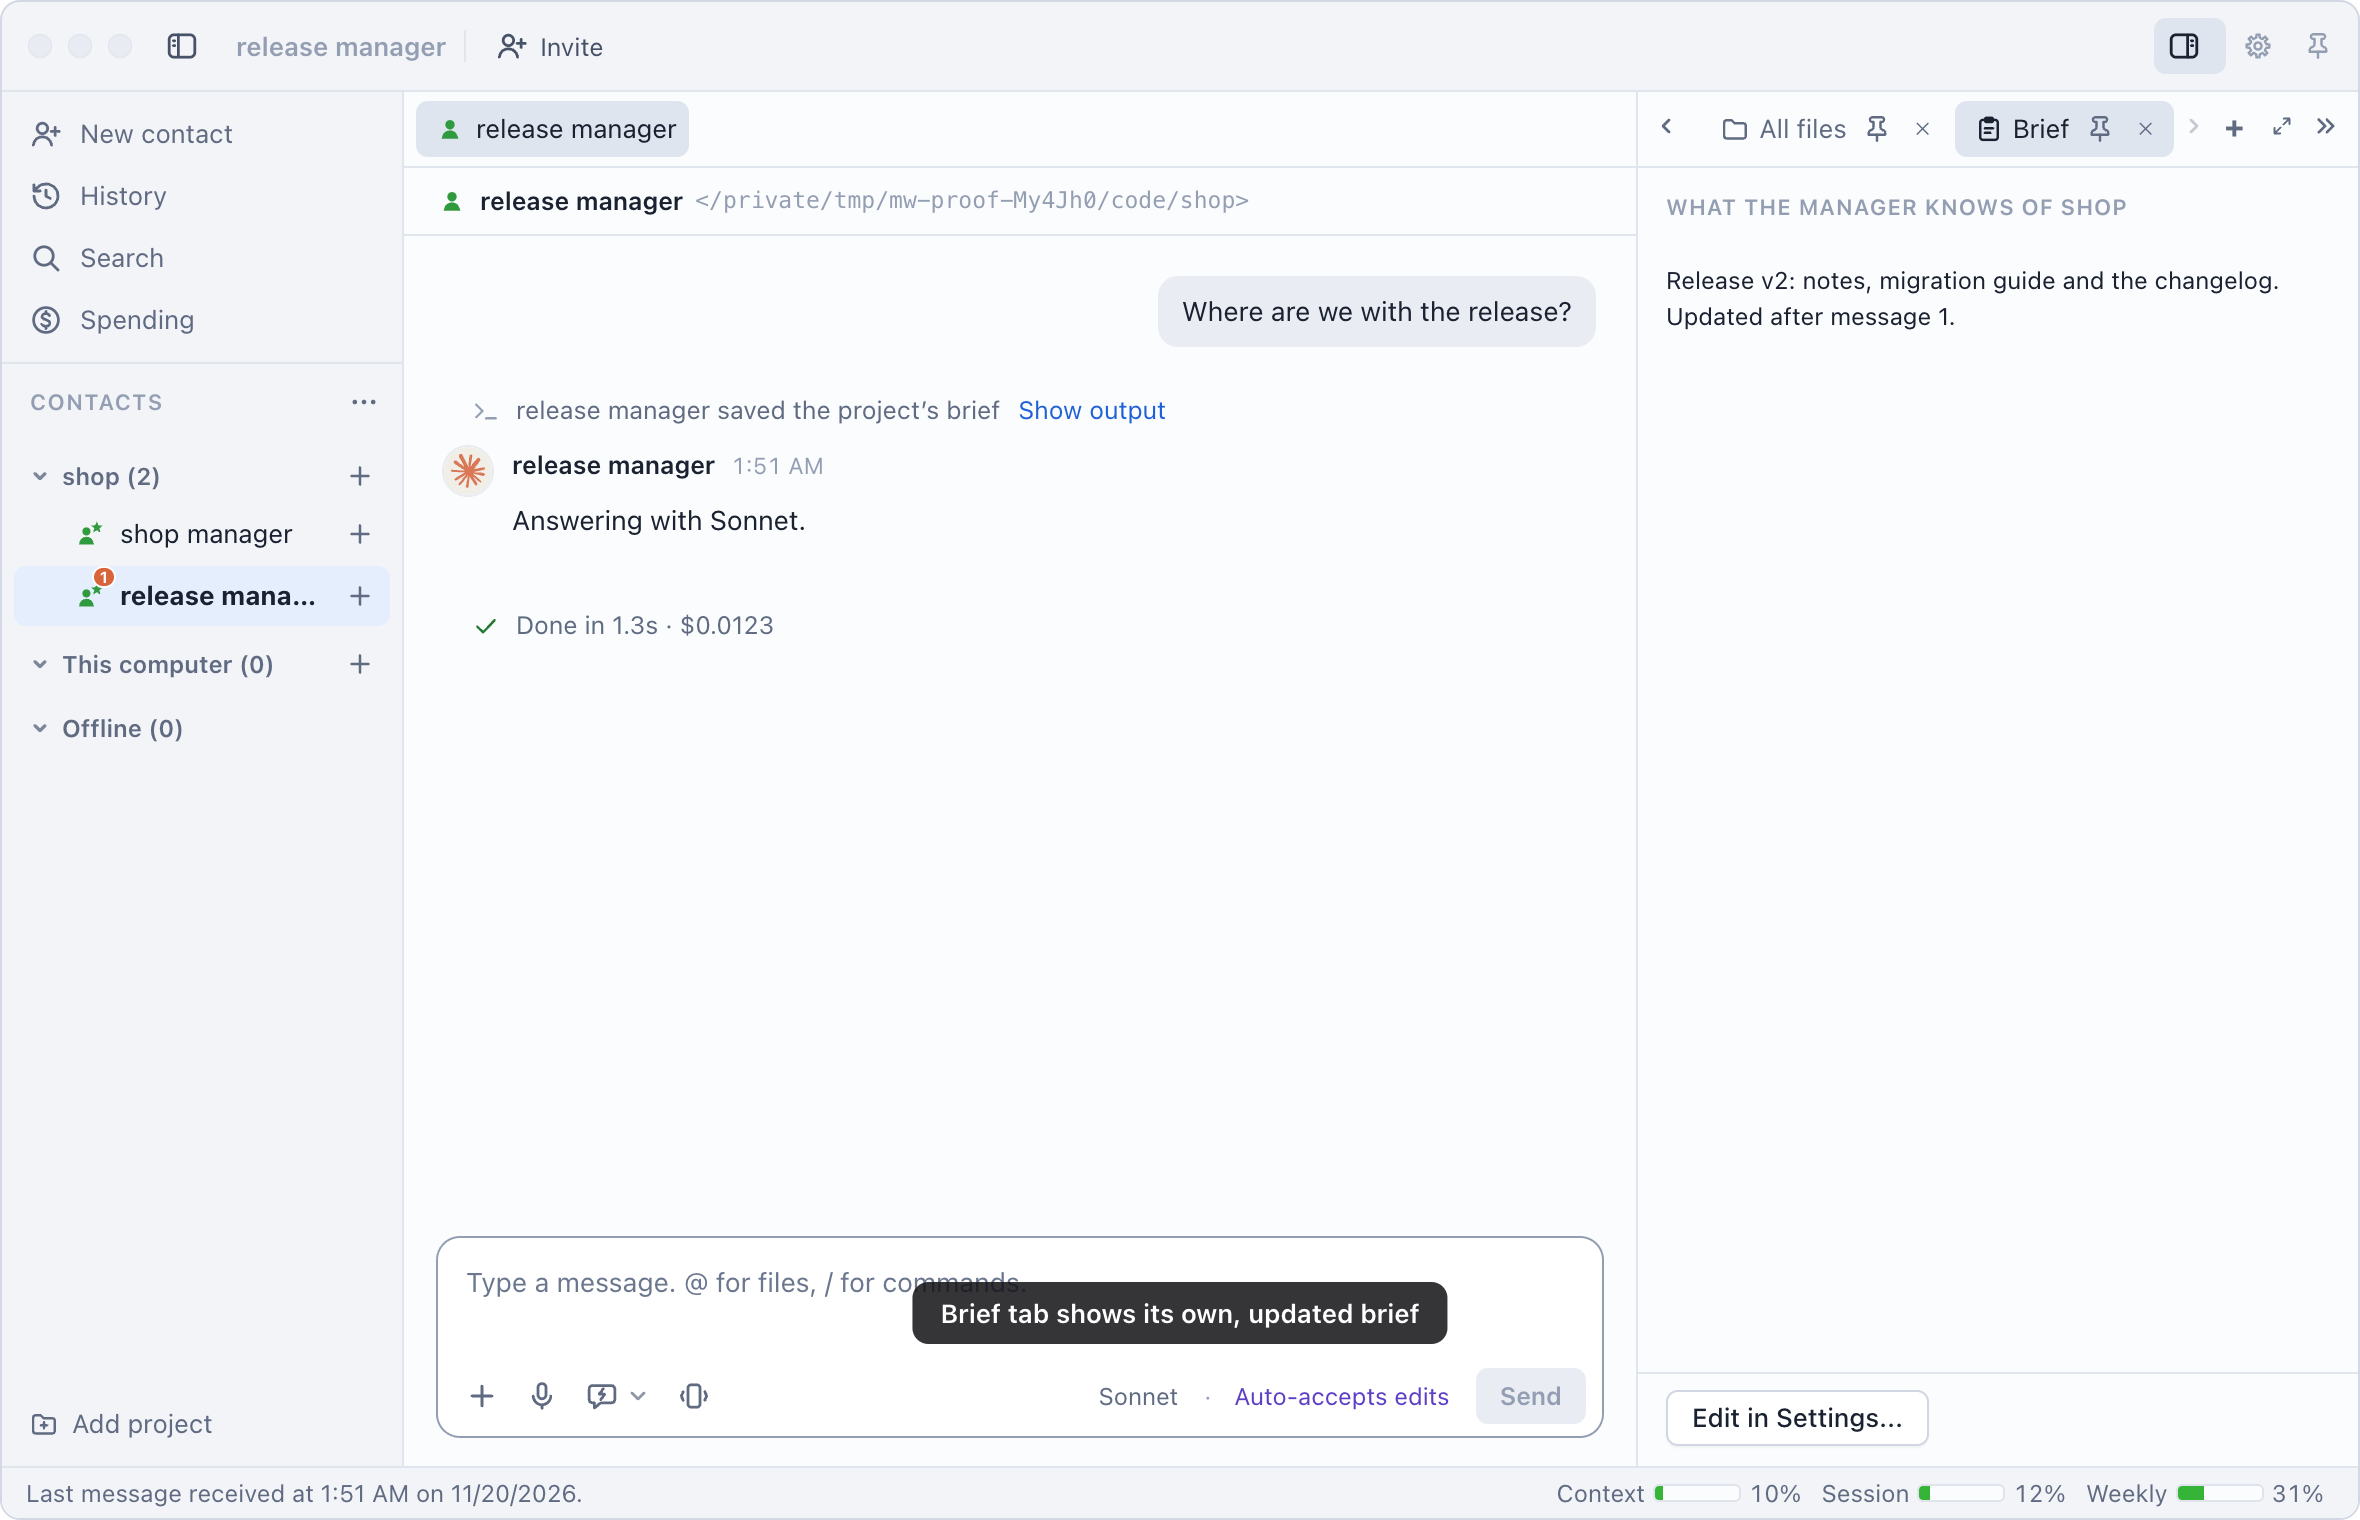 release manager
Invite
New contact
History
Search
Spending
CONTACTS
shop (2)
shop manager
1
release mana...
This computer (0)
Offline (0)
Add project
release manager
release manager </private/tmp/mw-proof-My4Jh0/code/shop>
Where are we with the release?
release manager saved the project’s brief Show output
release manager 1:51 AM
Answering with Sonnet.
Done in 1.3s · $0.0123
Type a message. @ for files, / for commands.
Brief tab shows its own, updated brief
Sonnet · Auto-accepts edits
Send
All files
Brief
WHAT THE MANAGER KNOWS OF SHOP
Release v2: notes, migration guide and the changelog.
Updated after message 1.
Edit in Settings...
Last message received at 1:51 AM on 11/20/2026.
Context 10% Session 12% Weekly 31%